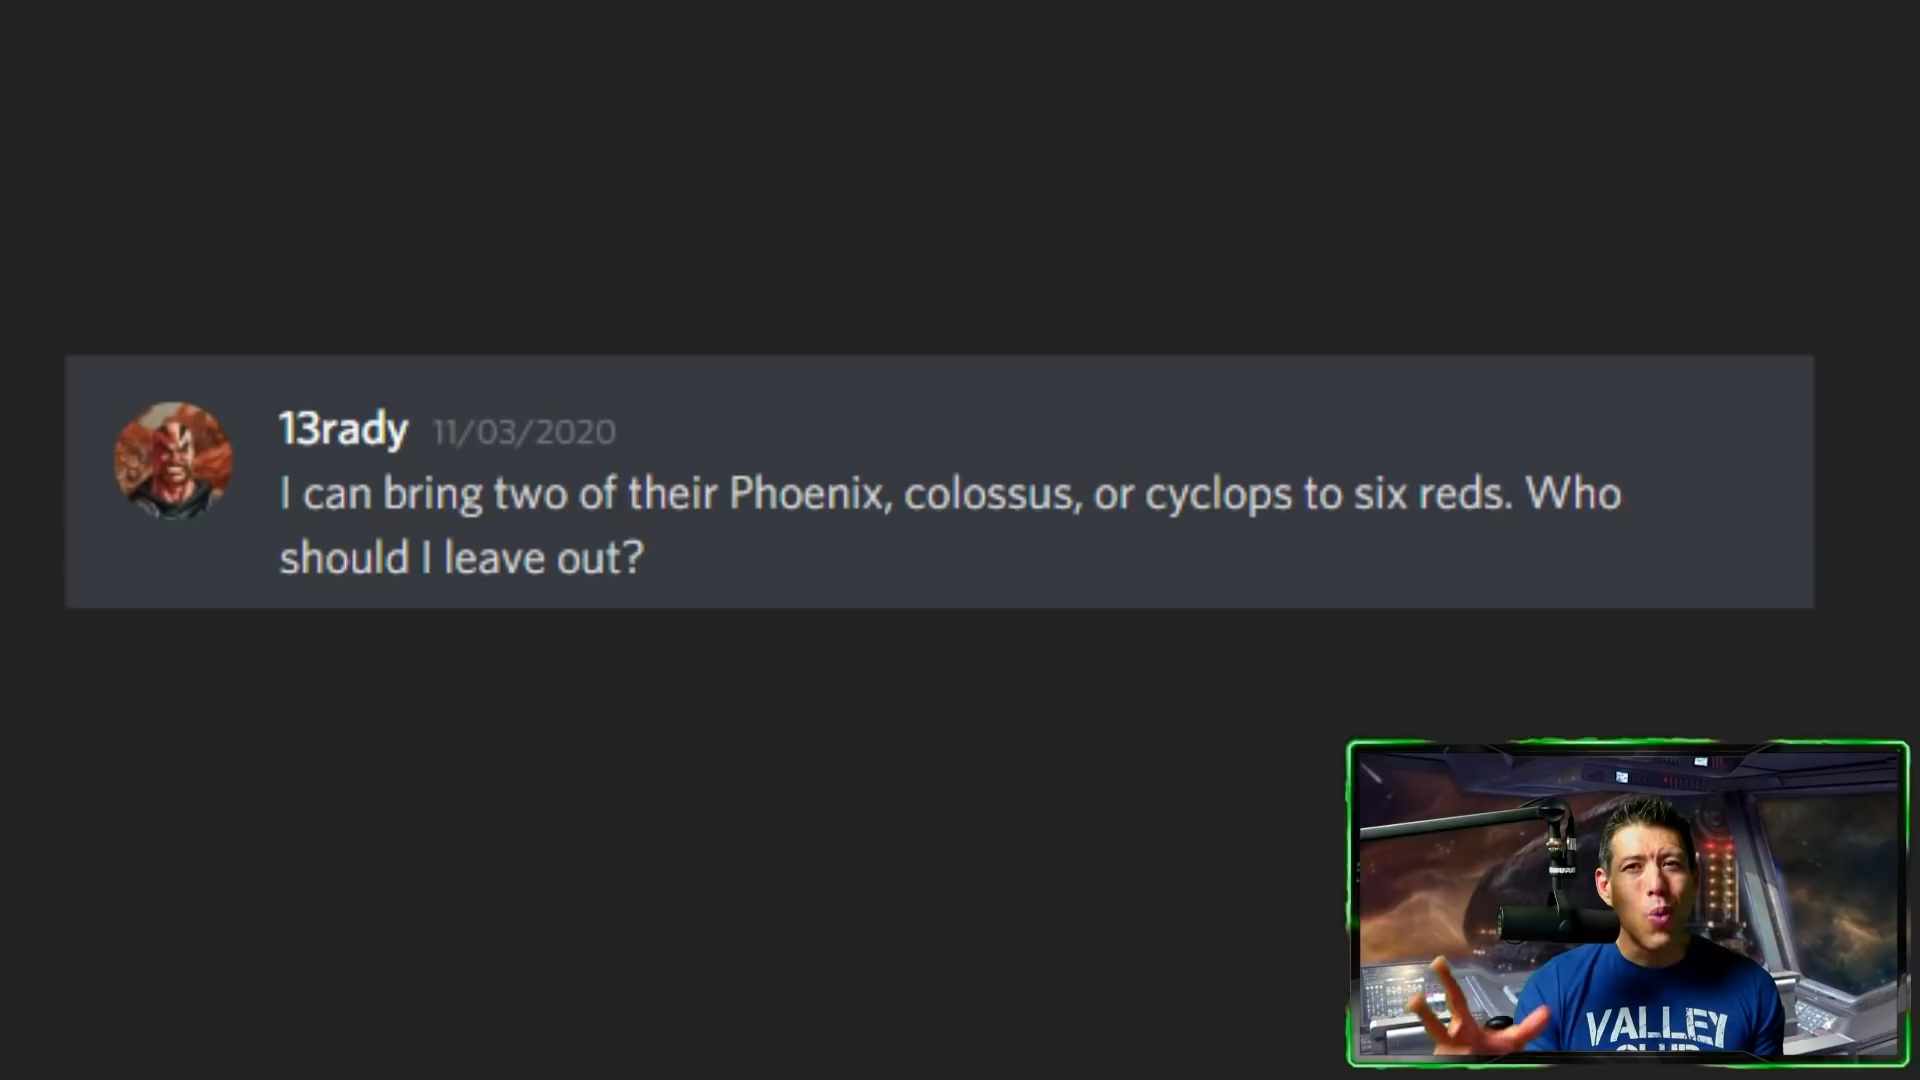 13rady 11/03/2020
I can bring two of their Phoenix, colossus, or cyclops to six reds. Who
should I leave out?
VALLEY